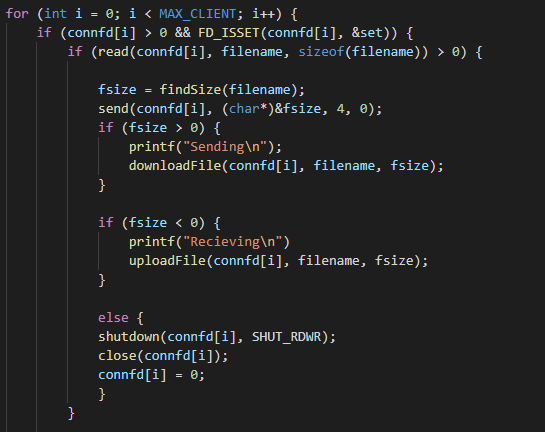 for (int i = 0; i < MAX_CLIENT; i++) {
if (connfd[i] > 0 && FD_ISSET(connfd[i], &set)) {
if (read(connfd[i], filename, sizeof(filename)) > 0) {
fsize = findSize(filename);
send(connfd[i], (char*)&fsize, 4, 0);
if (fsize > 0) {
printf("Sending\n");
downloadFile(connfd[i], filename, fsize);
}
if (fsize < 0) {
printf("Recieving\n")
uploadFile(connfd[i], filename, fsize);
}
else {
shutdown(connfd[i], SHUT_RDWR);
close(connfd[i]);
connfd[i] = 0;
}
}